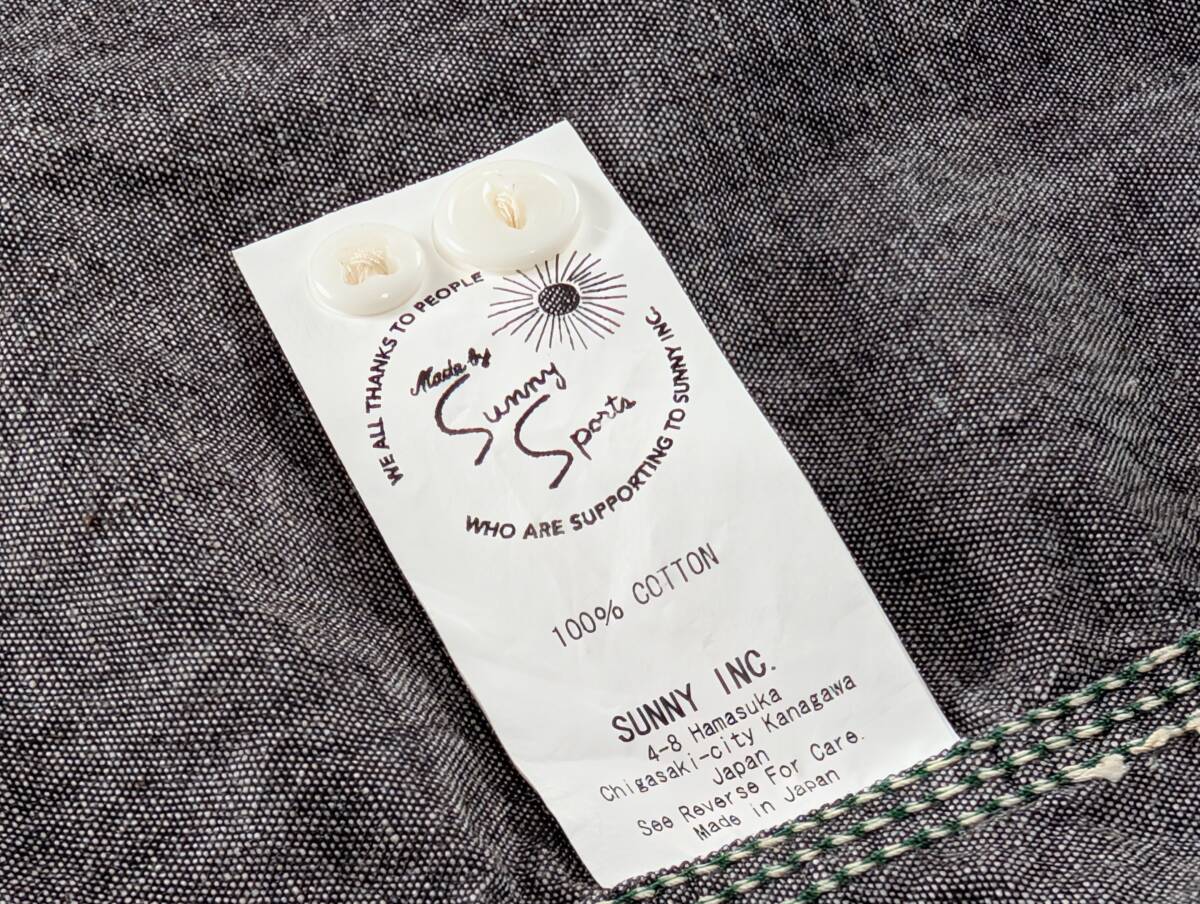 WE ALL THANKS TO PEOPLE
WHO ARE SUPPORTING TO SUNNY INC
Made by
Sunny
Sports
100% COTTON
SUNNY INC.
4-8 Hamasuka
Chigasaki-city Kanagawa
Japan
See Reverse For Care.
Made in Japan